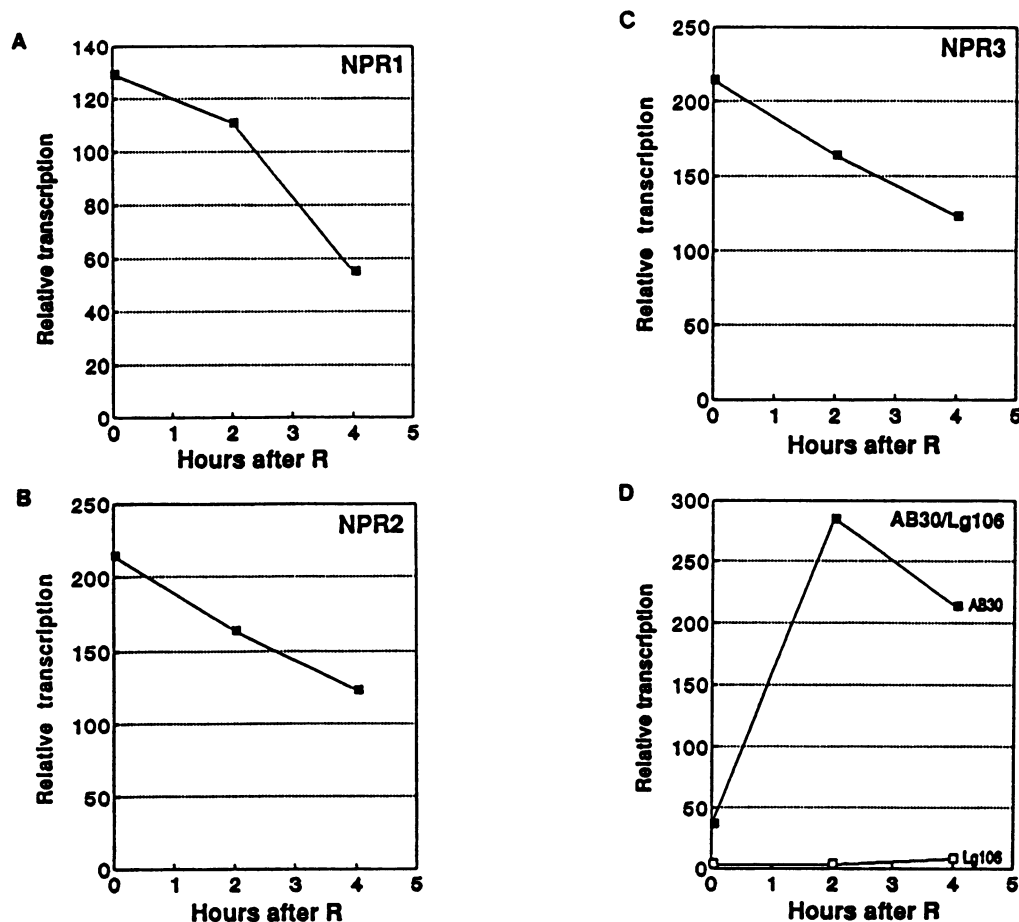 A
NPR1
Relative transcription
140
120
100
80
60
40
20
0
0 1 2 3 4 5
Hours after R
B
NPR2
Relative transcription
250
200
150
100
50
0
0 1 2 3 4 5
Hours after R
C
NPR3
Relative transcription
250
200
150
100
50
0
0 1 2 3 4 5
Hours after R
D
AB30/Lg106
Relative transcription
300
250
200
150
100
50
0
AB30
Lg106
0 1 2 3 4 5
Hours after R